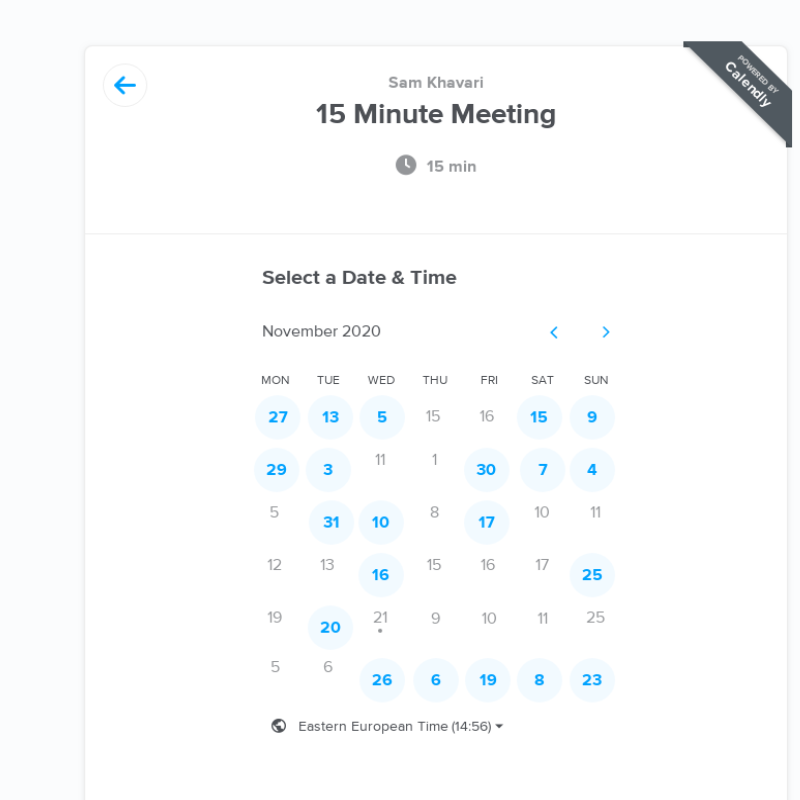 POWERED BY
Calendly
Sam Khavari
15 Minute Meeting
15 min
Select a Date & Time
November 2020
MON TUE WED THU FRI SAT SUN
27 13 5 15 16 15 9
29 3 11 1 30 7 4
5 31 10 8 17 10 11
12 13 16 15 16 17 25
19 20 21 9 10 11 25
5 6 26 6 19 8 23
Eastern European Time (14:56)